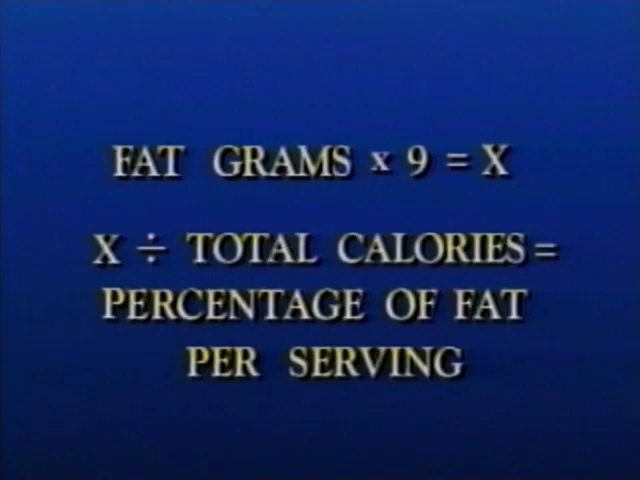 FAT GRAMS x 9 = X
X ÷ TOTAL CALORIES =
PERCENTAGE OF FAT
PER SERVING